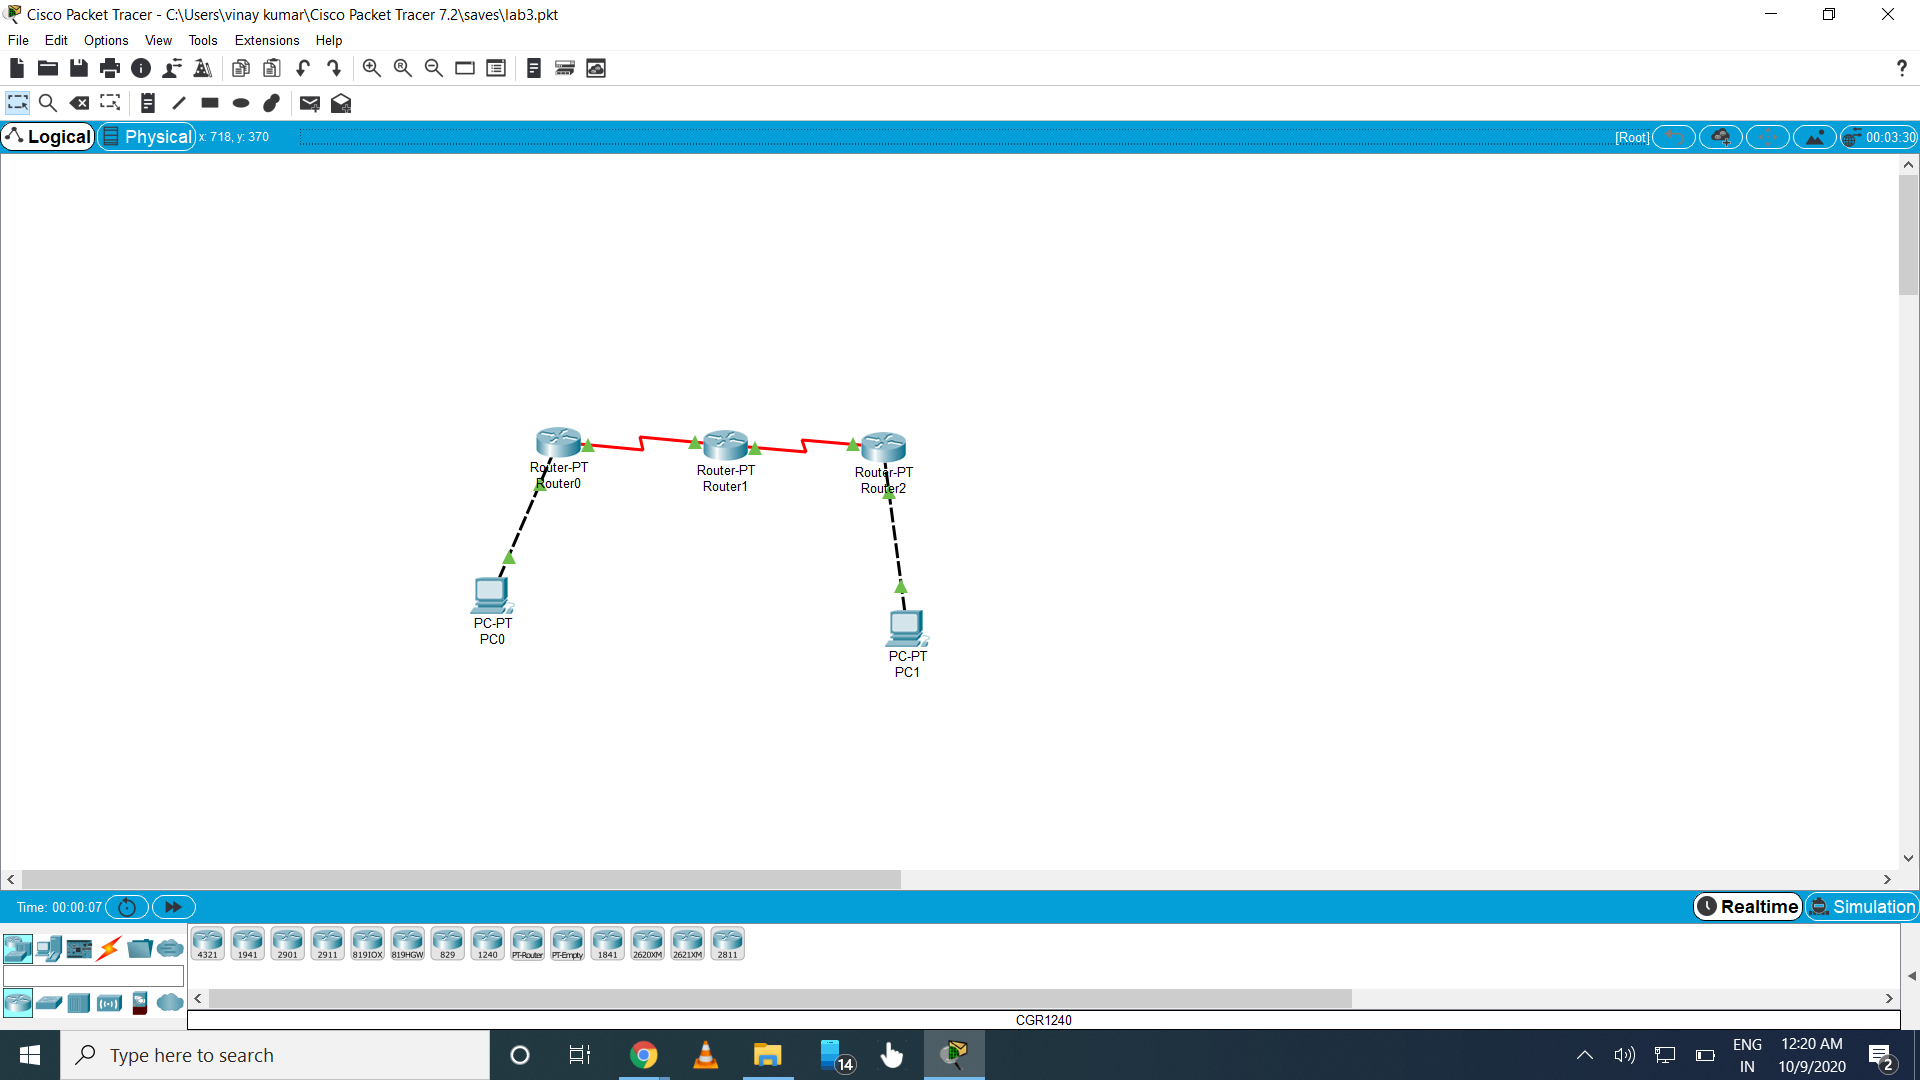 Cisco Packet Tracer - C:\Users\vinay kumar\Cisco Packet Tracer 7.2\saves\lab3.pkt
File Edit Options View Tools Extensions Help
?
Logical Physical x: 718, y: 370 [Root] 00:03:30
Router-PT
Router0
Router-PT
Router1
Router-PT
Router2
PC-PT
PC0
PC-PT
PC1
Time: 00:00:07 Realtime Simulation
4321 1941 2901 2911 819IOX 819HGW 829 1240 PT-Router PT-Empty 1841 2620XM 2621XM 2811
CGR1240
Type here to search
14
ENG
IN
12:20 AM
10/9/2020
2